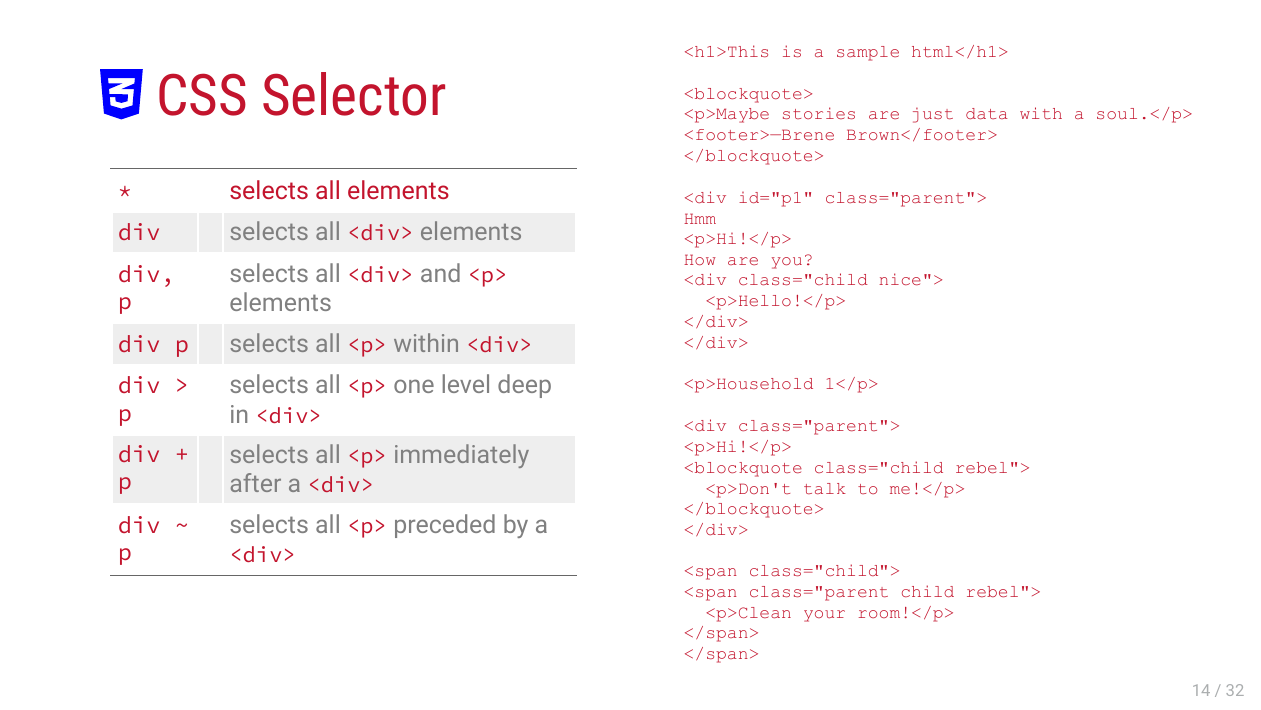 CSS Selector
* selects all elements
div selects all <div> elements
div, selects all <div> and <p>
p elements
div p selects all <p> within <div>
div > selects all <p> one level deep
p in <div>
div + selects all <p> immediately
p after a <div>
div ~ selects all <p> preceded by a
p <div>
<h1>This is a sample html</h1>
<blockquote>
<p>Maybe stories are just data with a soul.</p>
<footer>—Brene Brown</footer>
</blockquote>
<div id="p1" class="parent">
Hmm
<p>Hi!</p>
How are you?
<div class="child nice">
<p>Hello!</p>
</div>
</div>
<p>Household 1</p>
<div class="parent">
<p>Hi!</p>
<blockquote class="child rebel">
<p>Don't talk to me!</p>
</blockquote>
</div>
<span class="child">
<span class="parent child rebel">
<p>Clean your room!</p>
</span>
</span>
14 / 32